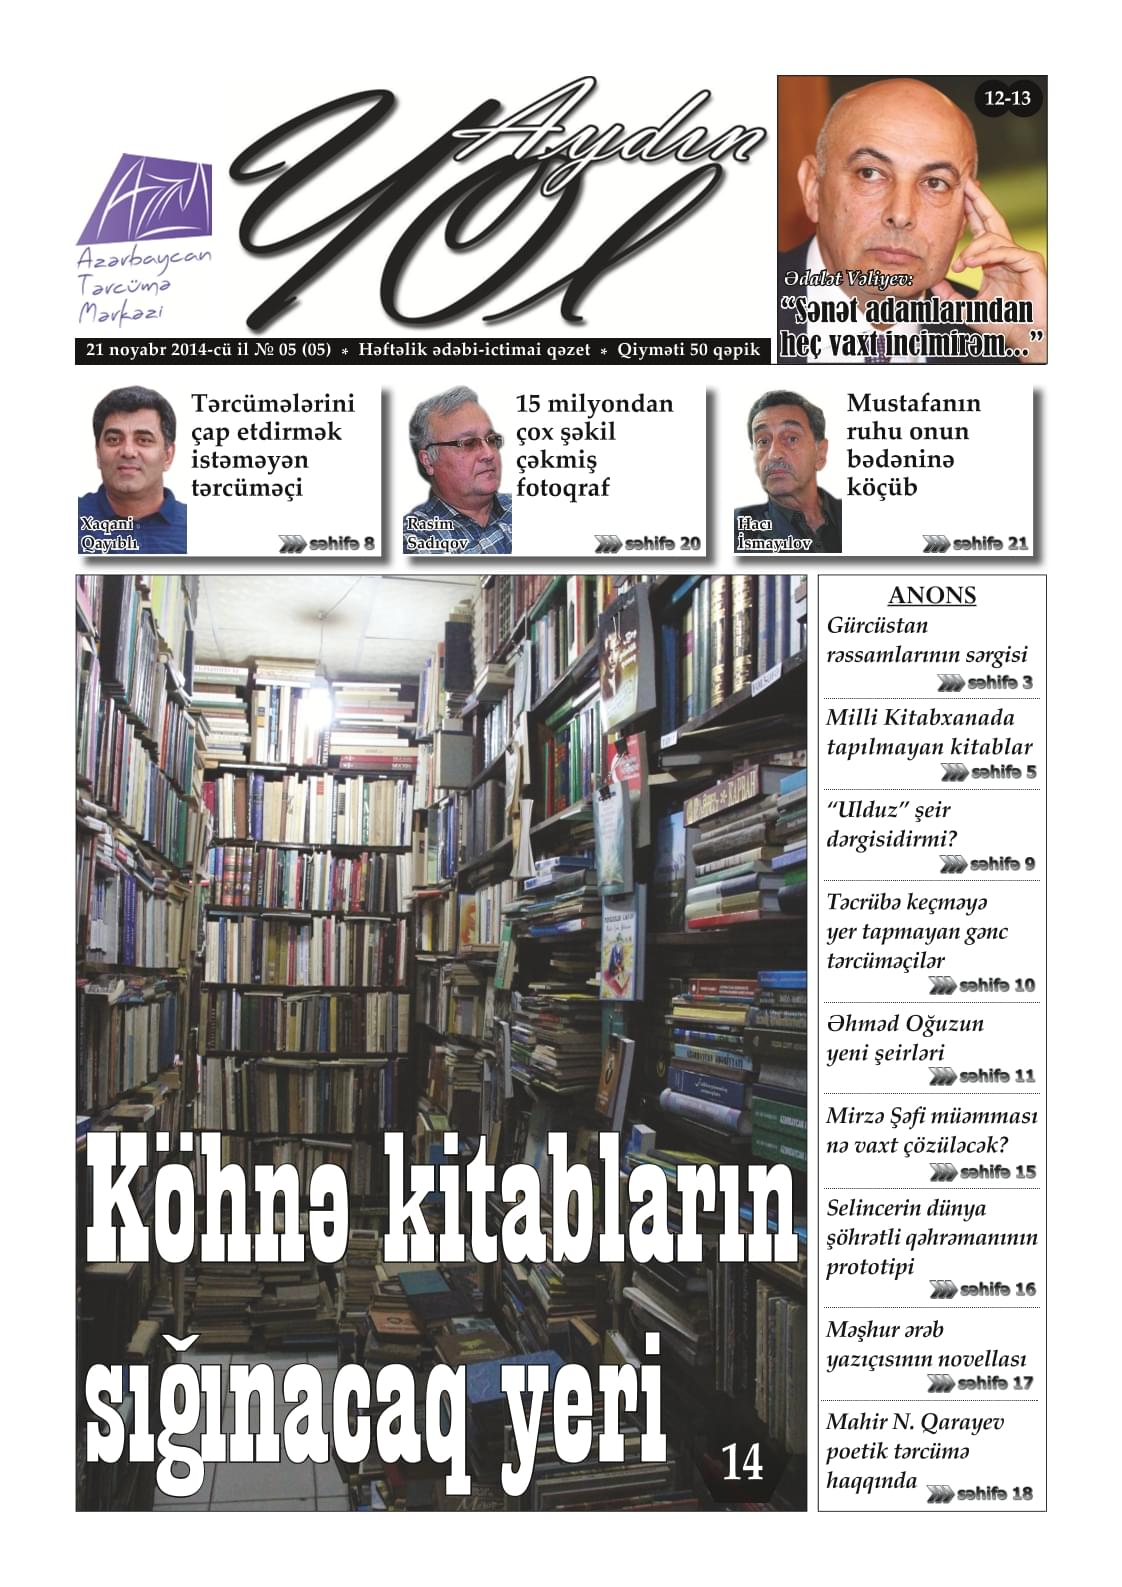 Aydın
Yol
Azərbaycan
Tərcümə
Mərkəzi
21 noyabr 2014-cü il № 05 (05) * Həftəlik ədəbi-ictimai qəzet * Qiyməti 50 qəpik
12-13
Ədalət Vəliyev:
“Sənət adamlarından
heç vaxt incimirəm...”
Tərcümələrini
çap etdirmək
istəməyən
tərcüməçi
Xaqani
Qayıblı
səhifə 8
15 milyondan
çox şəkil
çəkmiş
fotoqraf
Rasim
Sadıqov
səhifə 20
Mustafanın
ruhu onun
bədəninə
köçüb
Hacı
İsmayılov
səhifə 21
Köhnə kitabların
sığınacaq yeri
14
ANONS
Gürcüstan
rəssamlarının sərgisi
səhifə 3
Milli Kitabxanada
tapılmayan kitablar
səhifə 5
“Ulduz” şeir
dərgisidirmi?
səhifə 9
Təcrübə keçməyə
yer tapmayan gənc
tərcüməçilər
səhifə 10
Əhməd Oğuzun
yeni şeirləri
səhifə 11
Mirzə Şəfi müəmması
nə vaxt çözüləcək?
səhifə 15
Selincerin dünya
şöhrətli qəhrəmanının
prototipi
səhifə 16
Məşhur ərəb
yazıçısının novellası
səhifə 17
Mahir N. Qarayev
poetik tərcümə
haqqında
səhifə 18